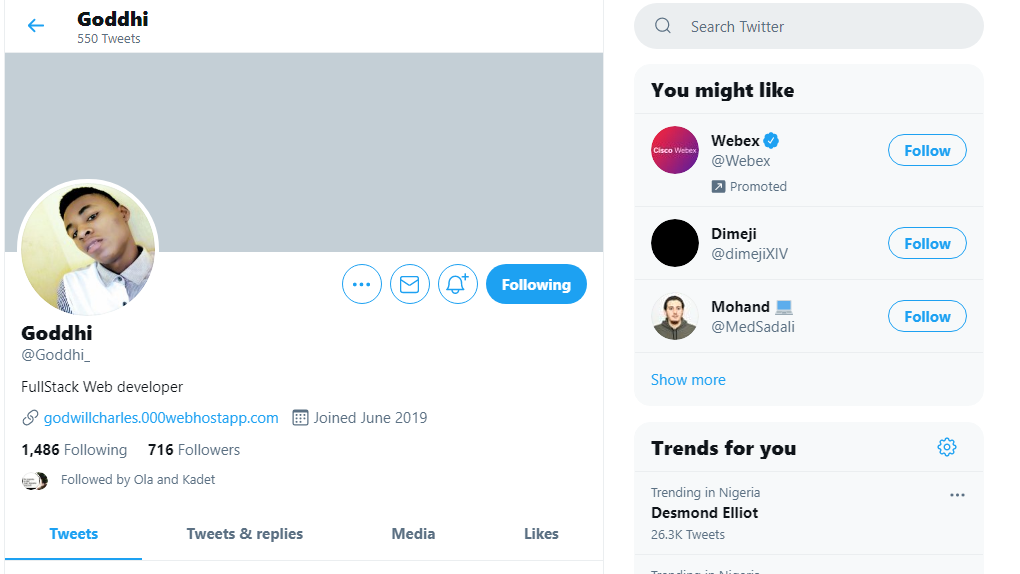 Goddhi
550 Tweets
Following
Goddhi
@Goddhi_
FullStack Web developer
godwillcharles.000webhostapp.com Joined June 2019
1,486 Following 716 Followers
Followed by Ola and Kadet
Tweets Tweets & replies Media Likes
Search Twitter
You might like
Cisco Webex
Webex
@Webex
Promoted
Follow
Dimeji
@dimejiXIV
Follow
Mohand
@MedSadali
Follow
Show more
Trends for you
Trending in Nigeria
Desmond Elliot
26.3K Tweets